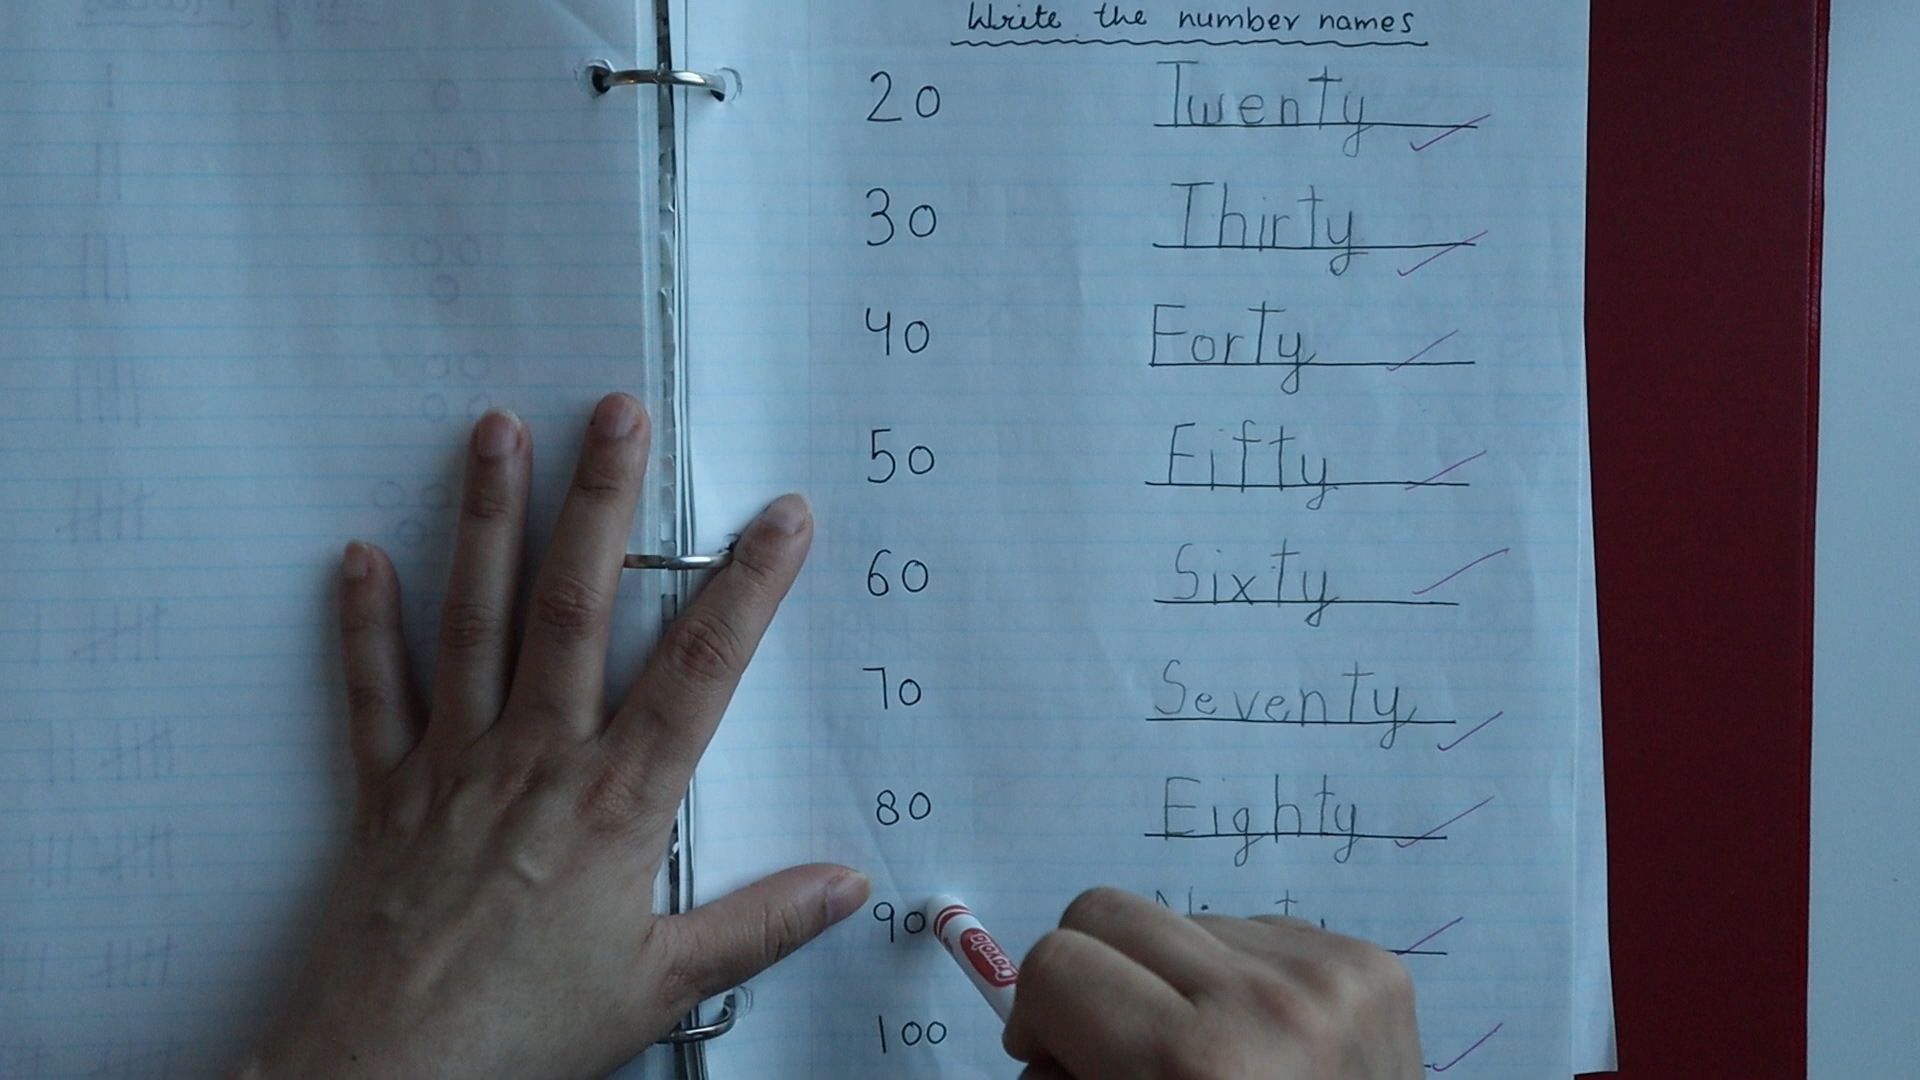 Write the number names
20 Twenty
30 Thirty
40 Forty
50 Fifty
60 Sixty
70 Seventy
80 Eighty
90
100
Crayola